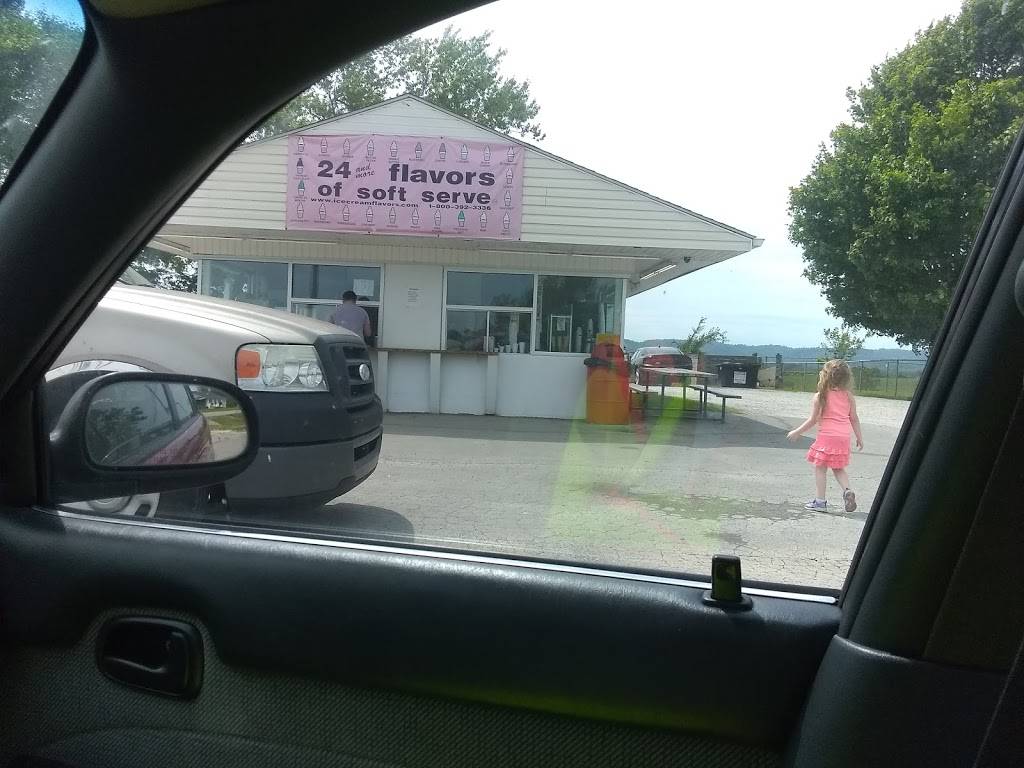 24 and more flavors
of soft serve
www.icecreamflavors.com 1-800-392-3336